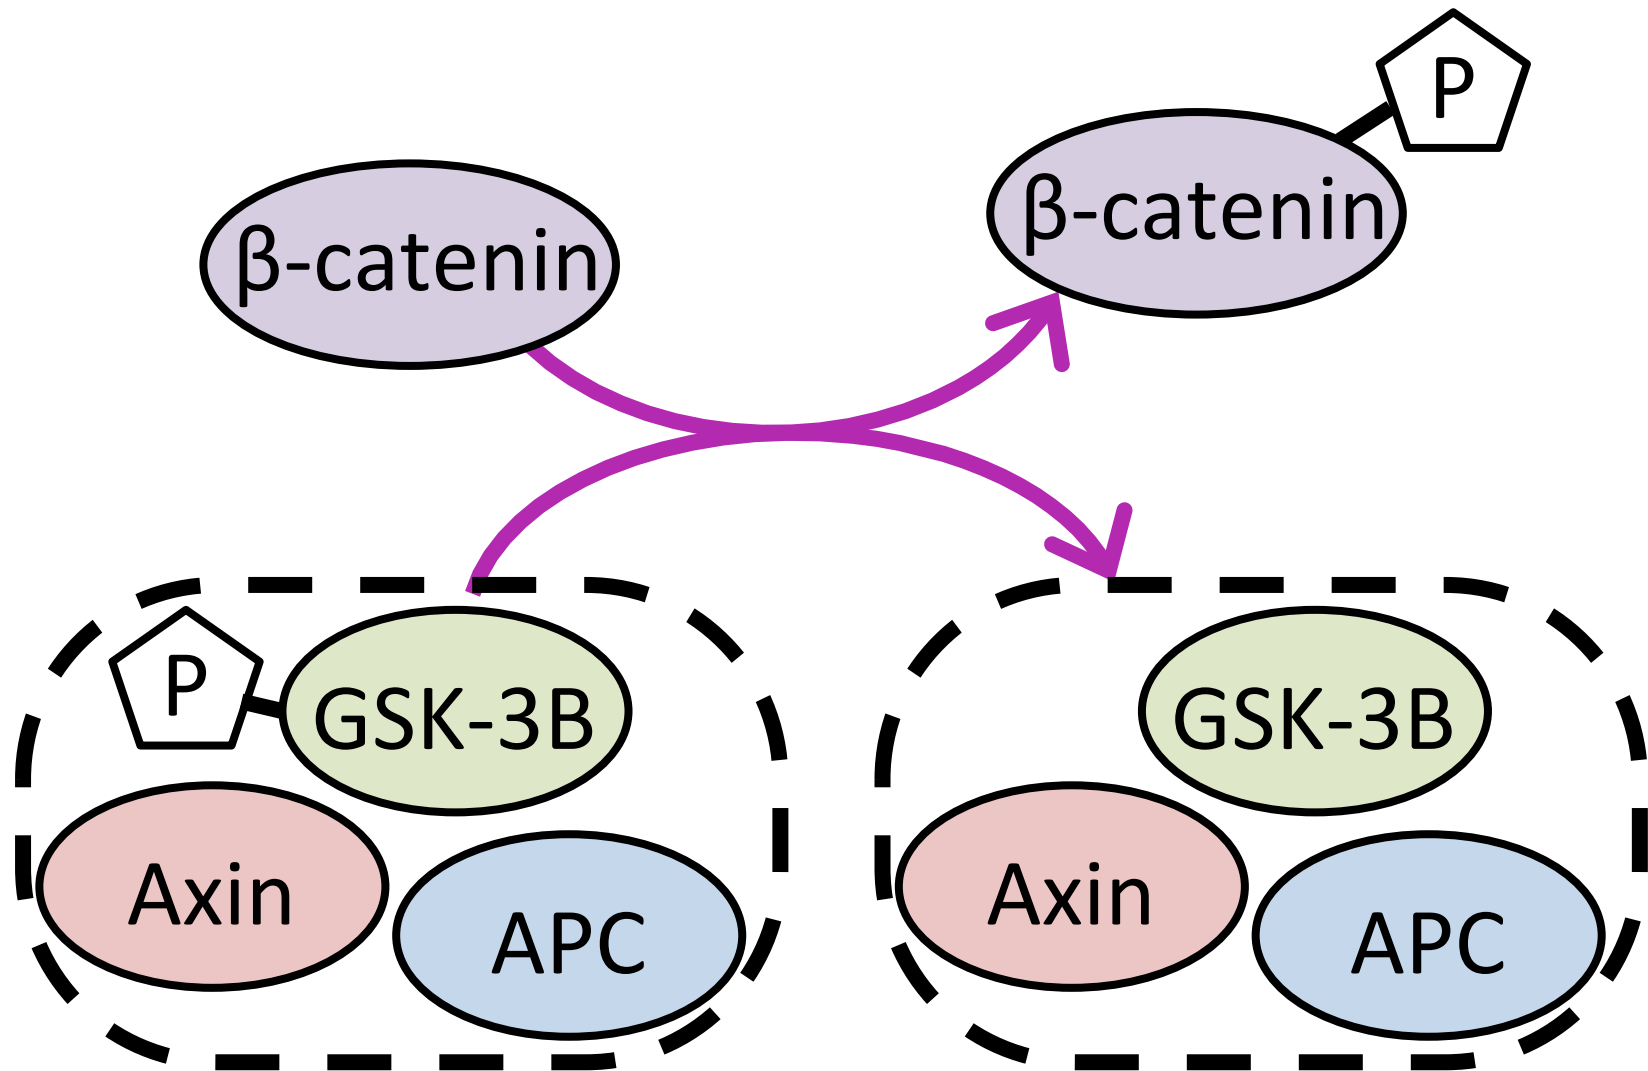 β-catenin
P
β-catenin
P
GSK-3B
Axin
APC
GSK-3B
Axin
APC